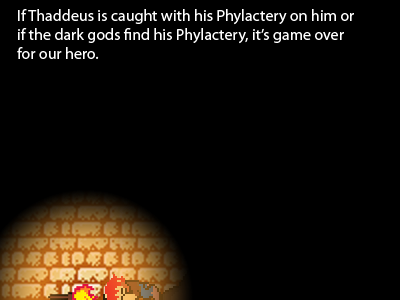 If Thaddeus is caught with his Phylactery on him or
if the dark gods find his Phylactery, it's game over
for our hero.